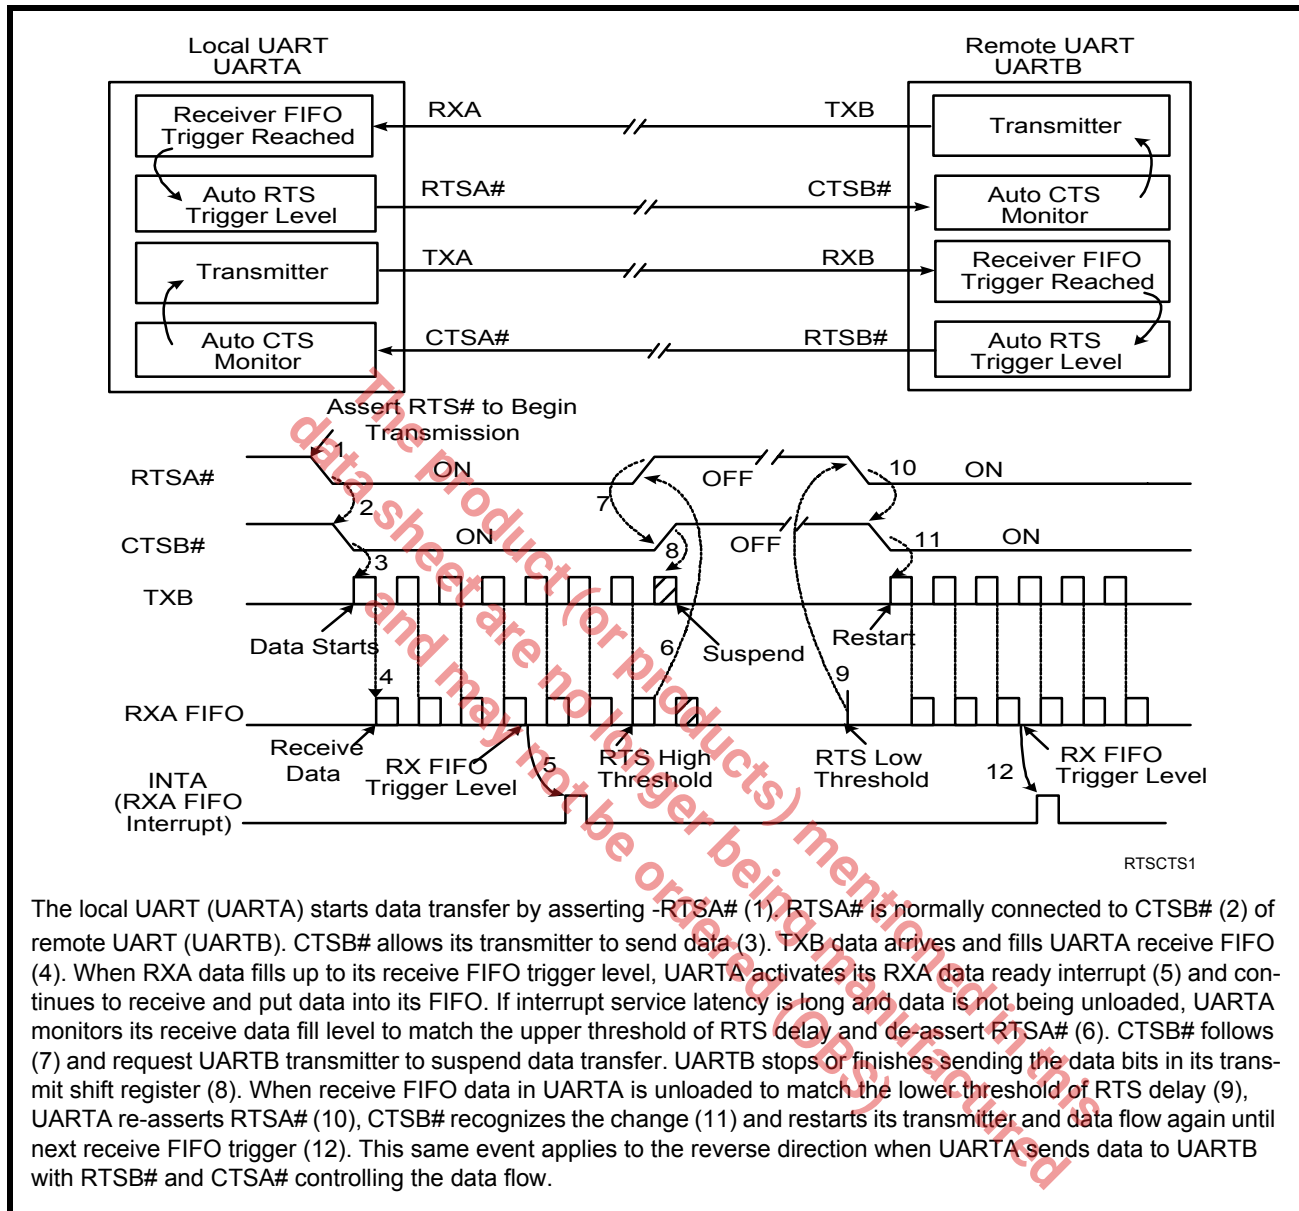 Local UART
UARTA
Remote UART
UARTB
Receiver FIFO
Trigger Reached
RXA
TXB
Transmitter
Auto RTS
Trigger Level
RTSA#
CTSB#
Auto CTS
Monitor
Transmitter
TXA
RXB
Receiver FIFO
Trigger Reached
Auto CTS
Monitor
CTSA#
RTSB#
Auto RTS
Trigger Level
Assert RTS# to Begin
Transmission
RTSA#
1
ON
7
OFF
10
ON
2
CTSB#
3
ON
8
OFF
11
ON
TXB
Data Starts
6
Suspend
9
Restart
4
RXA FIFO
Receive
Data
RX FIFO
Trigger Level
5
RTS High
Threshold
RTS Low
Threshold
12
RX FIFO
Trigger Level
INTA
(RXA FIFO
Interrupt)
RTSCTS1
The local UART (UARTA) starts data transfer by asserting -RTSA# (1). RTSA# is normally connected to CTSB# (2) of
remote UART (UARTB). CTSB# allows its transmitter to send data (3). TXB data arrives and fills UARTA receive FIFO
(4). When RXA data fills up to its receive FIFO trigger level, UARTA activates its RXA data ready interrupt (5) and con-
tinues to receive and put data into its FIFO. If interrupt service latency is long and data is not being unloaded, UARTA
monitors its receive data fill level to match the upper threshold of RTS delay and de-assert RTSA# (6). CTSB# follows
(7) and request UARTB transmitter to suspend data transfer. UARTB stops or finishes sending the data bits in its trans-
mit shift register (8). When receive FIFO data in UARTA is unloaded to match the lower threshold of RTS delay (9),
UARTA re-asserts RTSA# (10), CTSB# recognizes the change (11) and restarts its transmitter and data flow again until
next receive FIFO trigger (12). This same event applies to the reverse direction when UARTA sends data to UARTB
with RTSB# and CTSA# controlling the data flow.
The product (or products) mentioned in this
data sheet are no longer being manufactured
and may not be ordered (OBS)